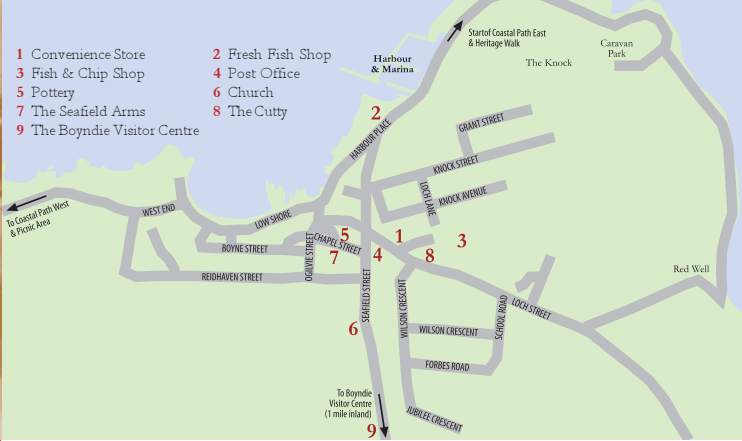 1 Convenience Store
2 Fresh Fish Shop
3 Fish & Chip Shop
4 Post Office
5 Pottery
6 Church
7 The Seafield Arms
8 The Cutty
9 The Boyndie Visitor Centre
Startof Coastal Path East
& Heritage Walk
Harbour
& Marina
The Knock
Caravan
Park
2
HARBOUR PLACE
GRANT STREET
KNOCK STREET
LOCH LANE
KNOCK AVENUE
To Coastal Path West
& Picnic Area
WEST END
LOW SHORE
BOYNE STREET
REIDHAVEN STREET
OGILVIE STREET
CHAPEL STREET
5
7
4
1
8
3
Red Well
SEAFIELD STREET
6
WILSON CRESCENT
WILSON CRESCENT
SCHOOL ROAD
LOCH STREET
FORBES ROAD
JUBILEE CRESCENT
To Boyndie
Visitor Centre
(1 mile inland)
9